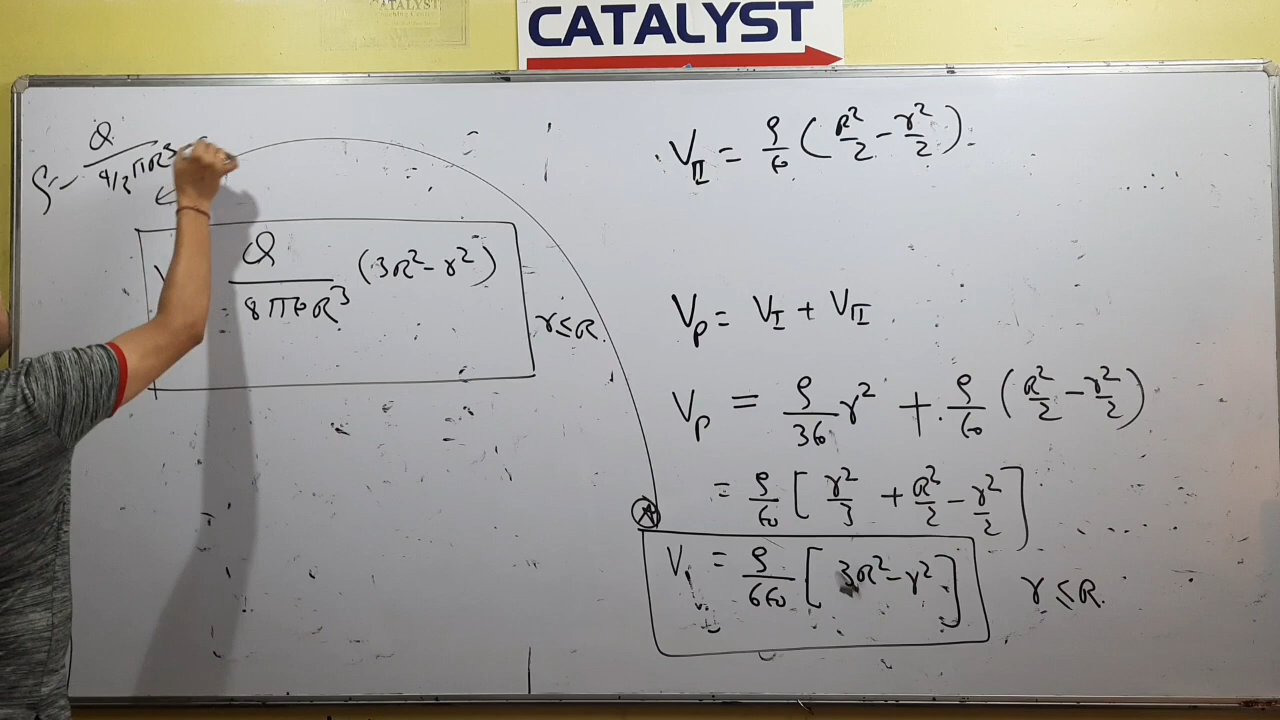 CATALYST
CATALYST
ρ = Q / 4/3 πR³
Q / 8πϵ₀R³ (3R² - r²)
r ≤ R
V_II = ρ/ϵ₀ (R²/2 - r²/2)
V_p = V_I + V_II
V_p = ρ/3ϵ₀ r² + ρ/ϵ₀ (R²/2 - r²/2)
= ρ/ϵ₀ [r²/3 + R²/2 - r²/2]
V = ρ/6ϵ₀ [3R² - r²]
r ≤ R